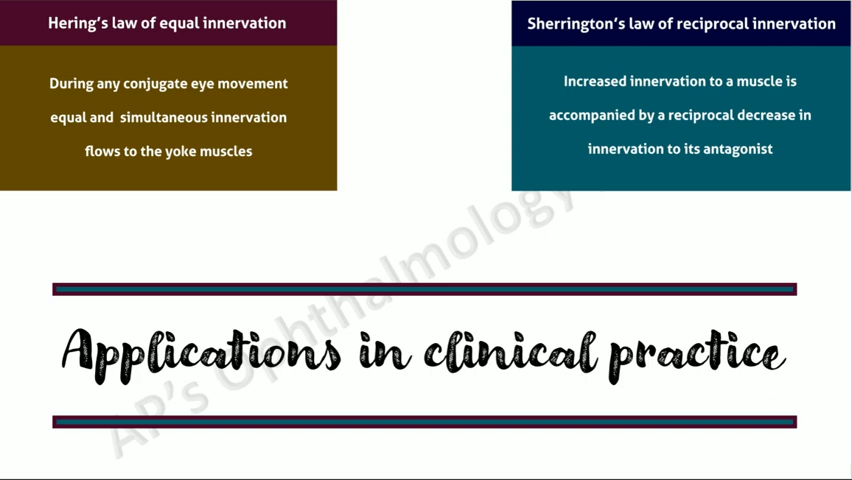 Hering's law of equal innervation
During any conjugate eye movement
equal and  simultaneous innervation
flows to the yoke muscles
Sherrington's law of reciprocal innervation
Increased innervation to a muscle is
accompanied by a reciprocal decrease in
innervation to its antagonist
AP's Ophthalmology
Applications in clinical practice